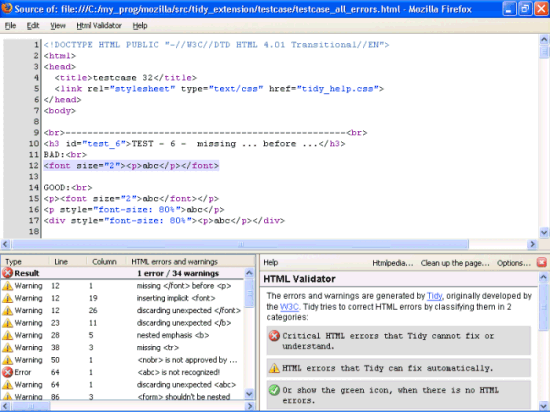 Source of: file:///C:/my_prog/mozilla/src/tidy_extension/testcase/testcase_all_errors.html - Mozilla Firefox
File Edit View Html Validator Help
1 <!DOCTYPE HTML PUBLIC "-//W3C//DTD HTML 4.01 Transitional//EN">
2 <html>
3 <head>
4 <title>testcase 32</title>
5 <link rel="stylesheet" type="text/css" href="tidy_help.css">
6 </head>
7 <body>
8
9 <br>------------------------------------------------<br>
10 <h3 id="test_6">TEST - 6 - missing ... before ...</h3>
11 BAD:<br>
12 <font size="2"><p>abc</p></font>
13
14 GOOD:<br>
15 <p><font size="2">abc</font></p>
16 <p style="font-size: 80%">abc</p>
17 <div style="font-size: 80%"><p>abc</p></div>
18
Type Line Column HTML errors and warnings
Result 1 error / 34 warnings
Warning 12 1 missing </font> before <p>
Warning 12 19 inserting implicit <font>
Warning 12 26 discarding unexpected </font>
Warning 23 11 discarding unexpected </b>
Warning 28 5 nested emphasis <b>
Warning 38 3 missing <tr>
Warning 50 1 <nobr> is not approved by ...
Error 64 1 <abc> is not recognized!
Warning 64 1 discarding unexpected <abc>
Warning 86 3 <form> shouldn't be nested
Help Htmlpedia... Clean up the page... Options...
HTML Validator
The errors and warnings are generated by Tidy, originally developed by
the W3C. Tidy tries to correct HTML errors by classifying them in 2
categories:
Critical HTML errors that Tidy cannot fix or
understand.
HTML errors that Tidy can fix automatically.
Or show the green icon, when there is no HTML
errors.